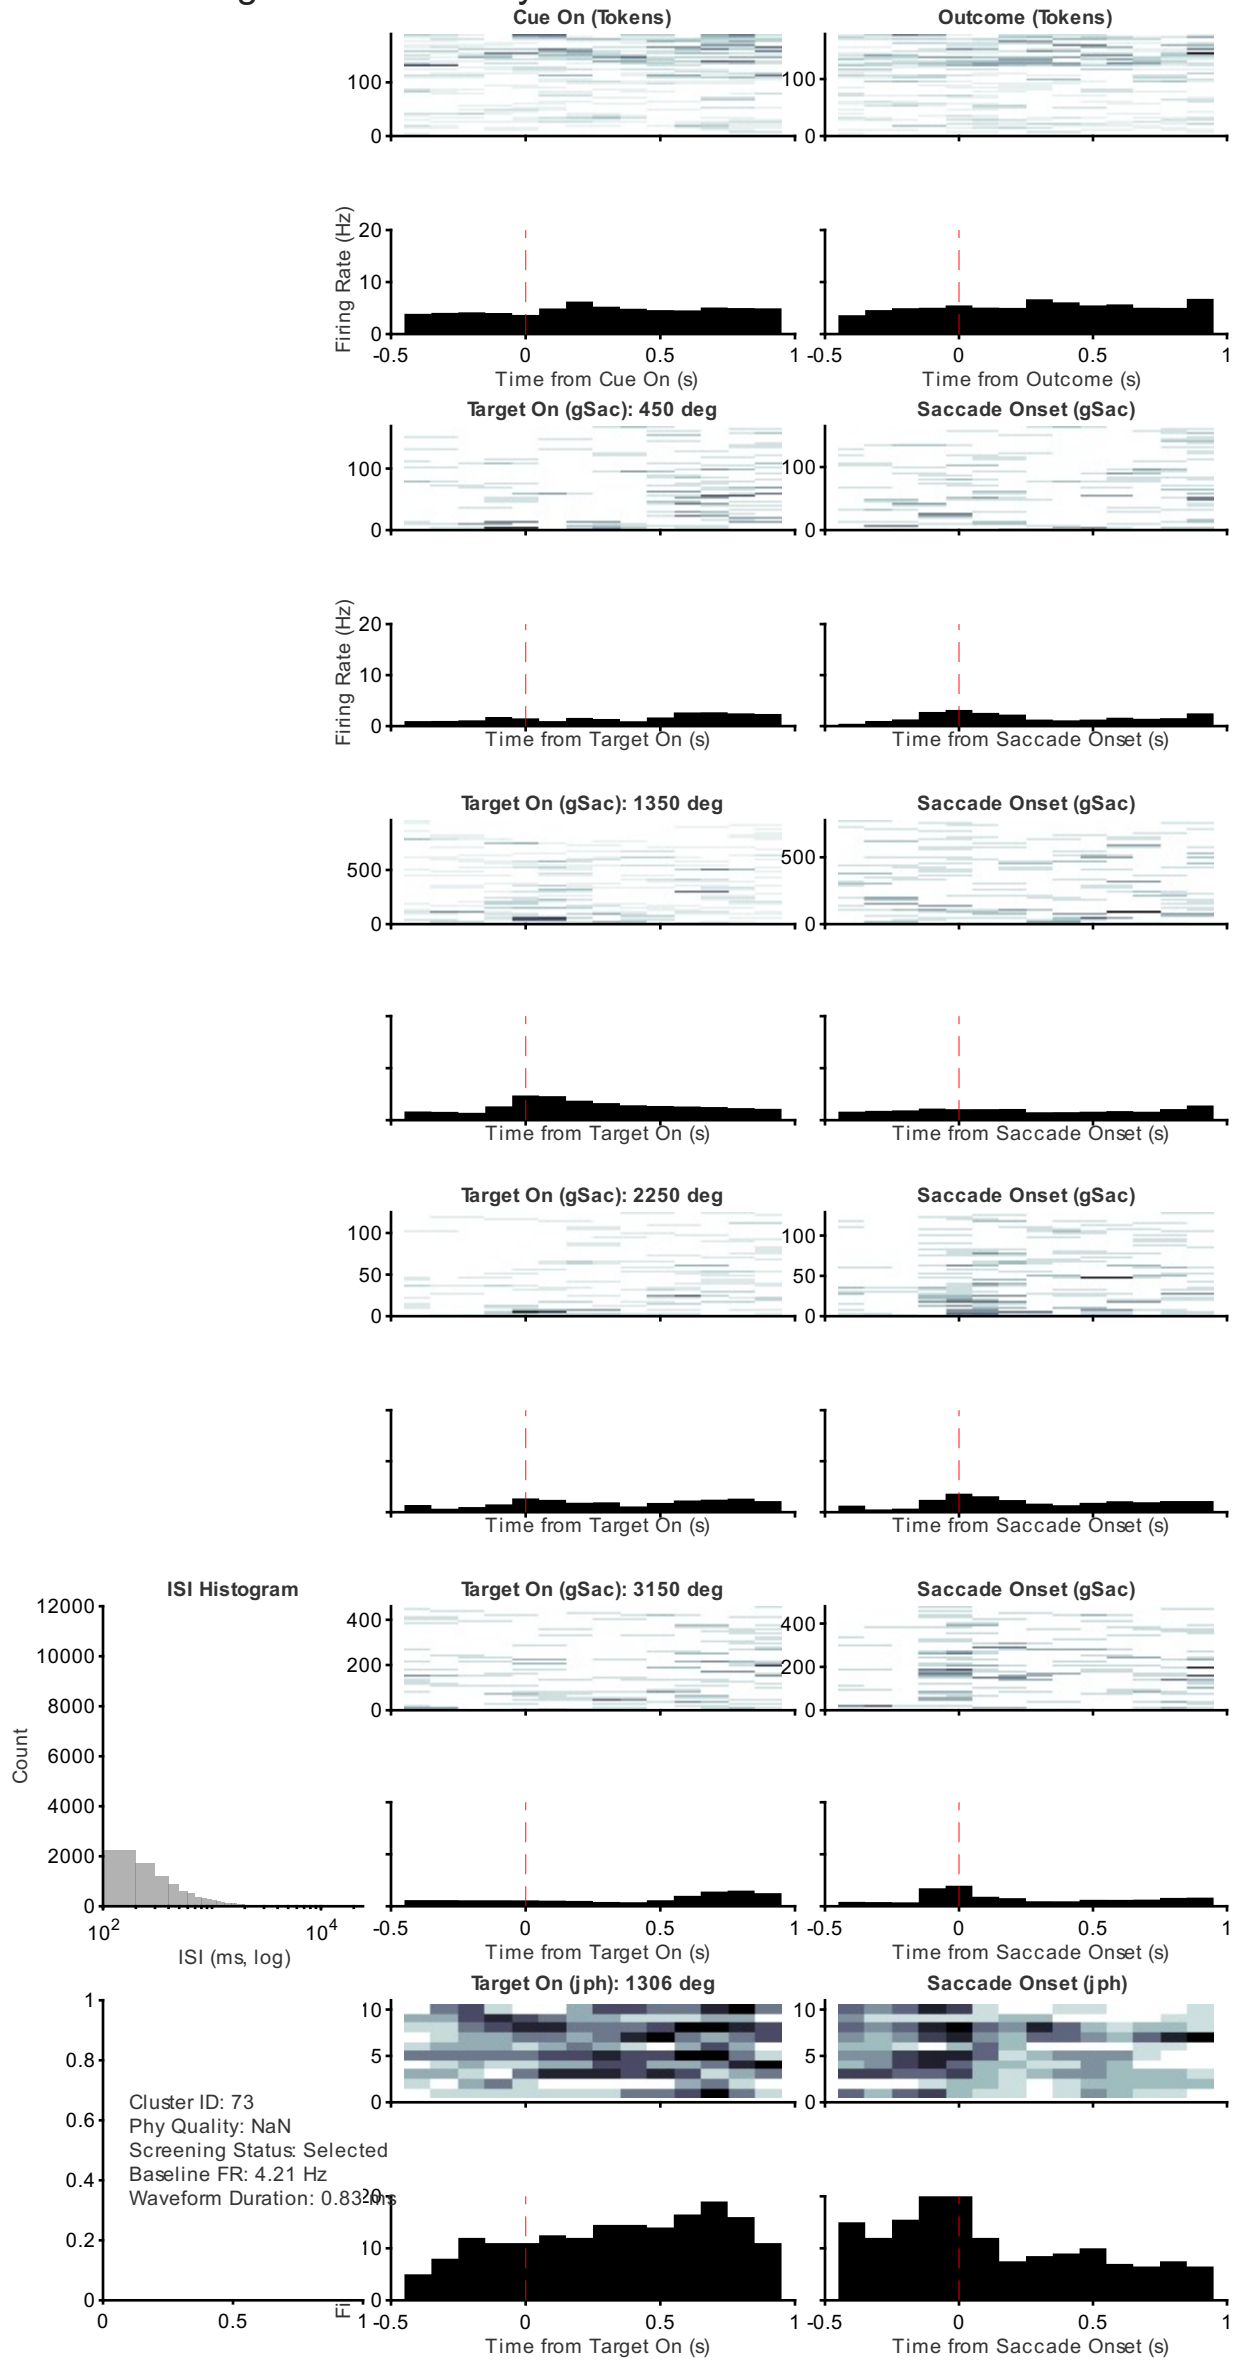 Cue On (Tokens)
Outcome (Tokens)
100
0
100
0
Firing Rate (Hz)
20
10
0
-0.5 0 0.5 1
Time from Cue On (s)
-0.5 0 0.5 1
Time from Outcome (s)
Target On (gSac): 450 deg
Saccade Onset (gSac)
100
0
100
0
Firing Rate (Hz)
20
10
0
Time from Target On (s)
Time from Saccade Onset (s)
Target On (gSac): 1350 deg
Saccade Onset (gSac)
500
0
500
0
Time from Target On (s)
Time from Saccade Onset (s)
Target On (gSac): 2250 deg
Saccade Onset (gSac)
100
50
0
100
50
0
Time from Target On (s)
Time from Saccade Onset (s)
ISI Histogram
12000
10000
8000
6000
4000
2000
0
Count
10² 10⁴
ISI (ms, log)
Target On (gSac): 3150 deg
Saccade Onset (gSac)
400
200
0
400
200
0
-0.5 0 0.5 1
Time from Target On (s)
-0.5 0 0.5 1
Time from Saccade Onset (s)
Target On (jph): 1306 deg
Saccade Onset (jph)
10
5
0
10
5
0
1
0.8
0.6
0.4
0.2
0
0 0.5 1
Cluster ID: 73
Phy Quality: NaN
Screening Status: Selected
Baseline FR: 4.21 Hz
Waveform Duration: 0.83 ms
Fi
20
10
0
-0.5 0 0.5 1
Time from Target On (s)
-0.5 0 0.5 1
Time from Saccade Onset (s)